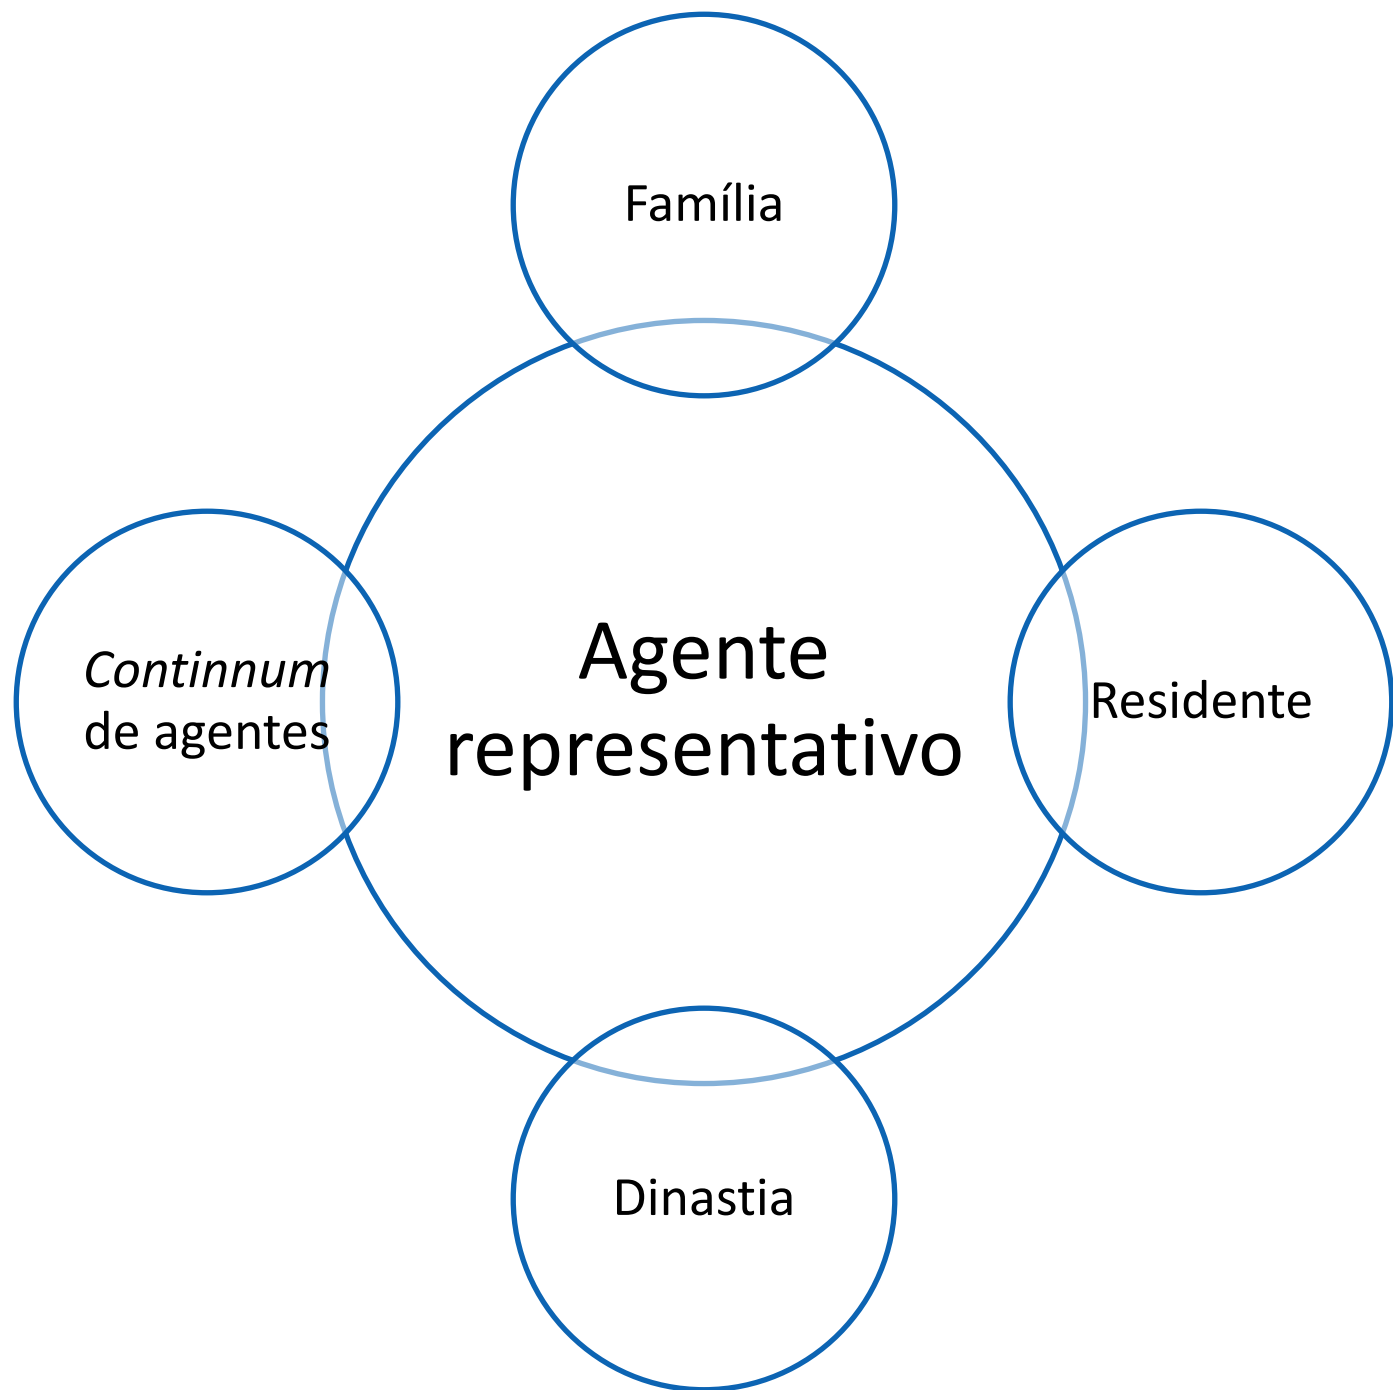 Família
Continnum
de agentes
Agente
representativo
Residente
Dinastia